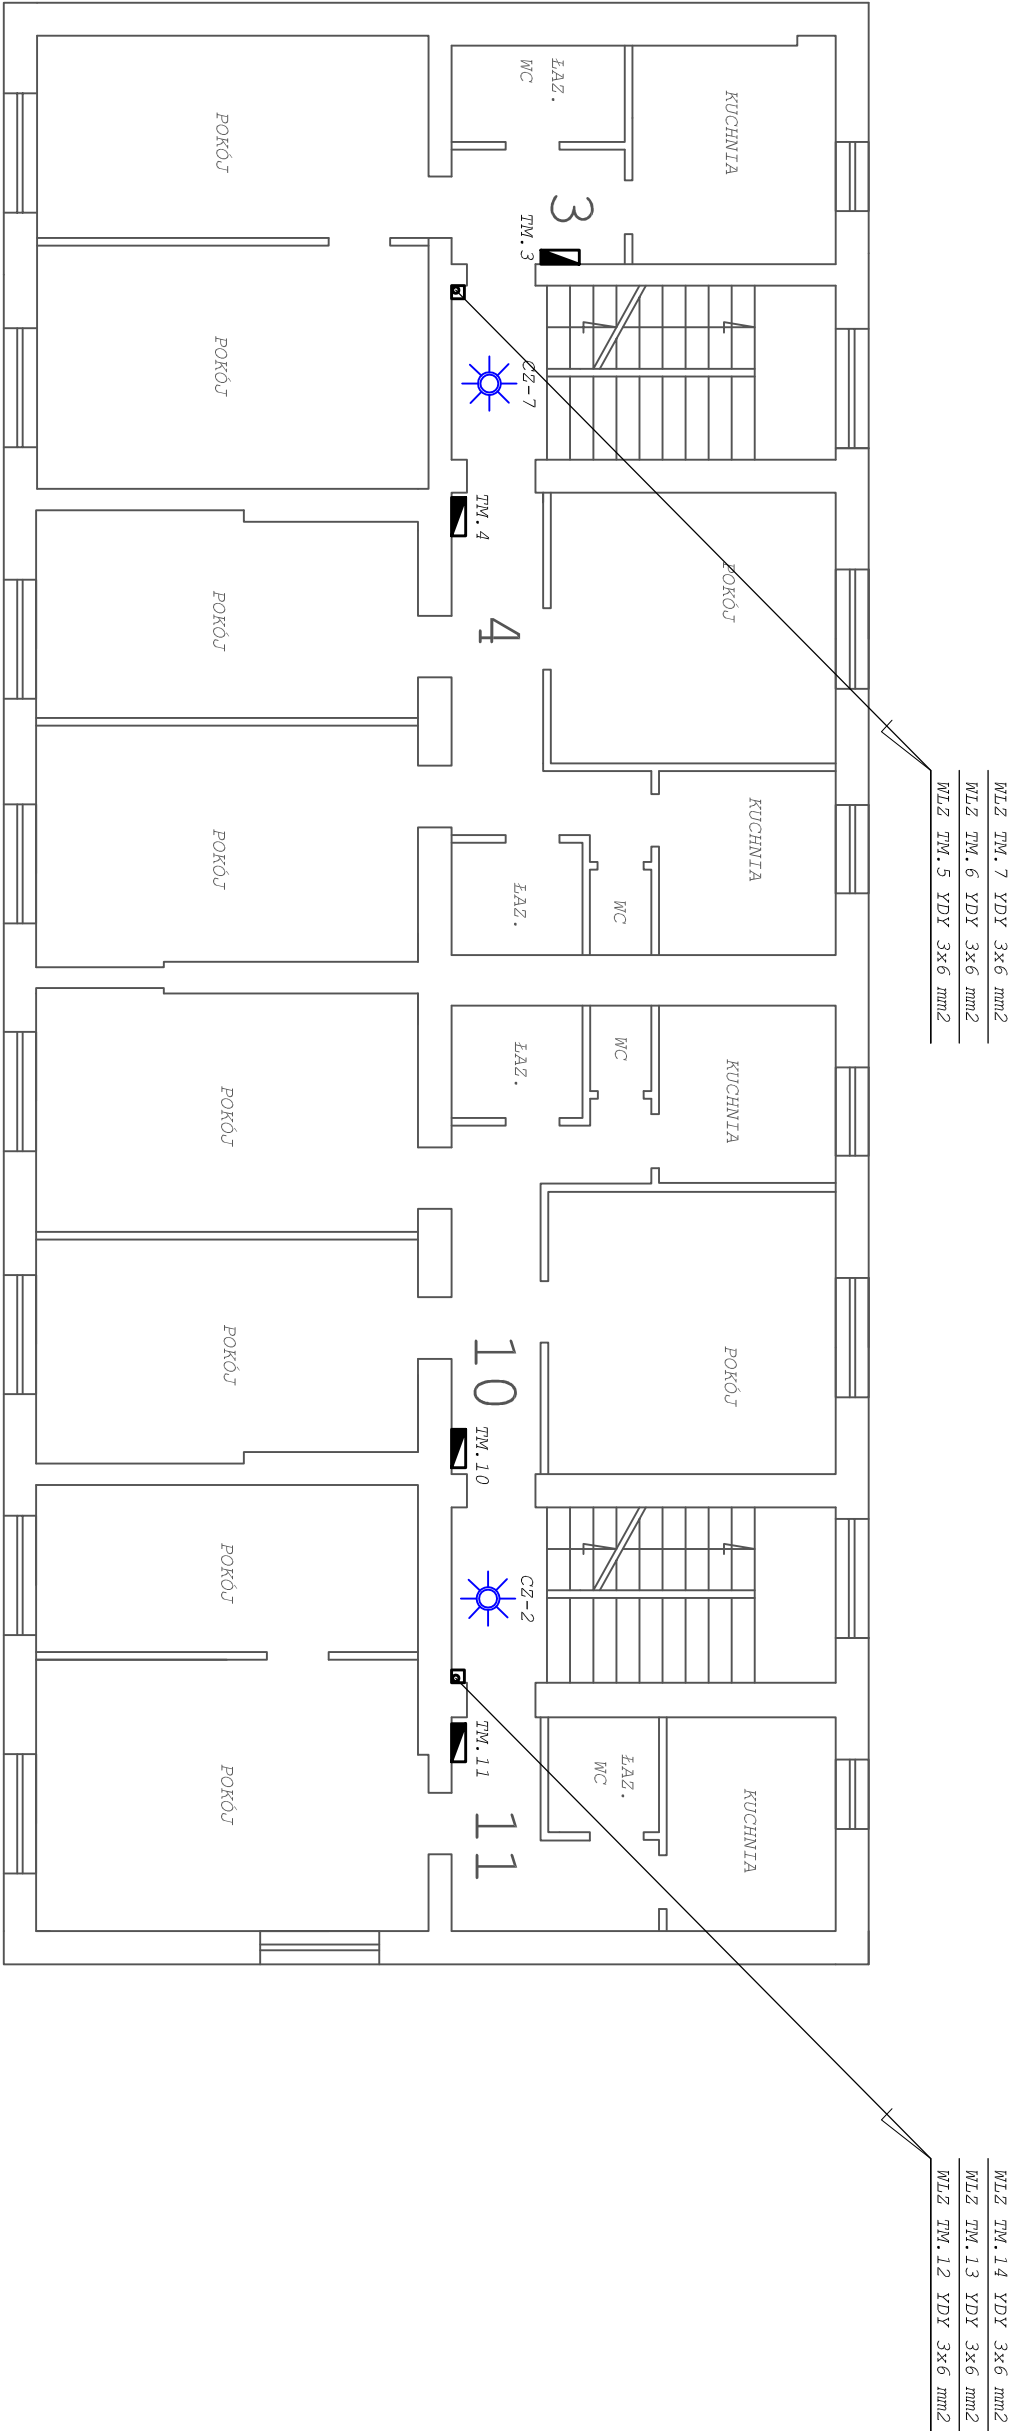 WLZ TM.7 YDY 3x6 mm2
WLZ TM.6 YDY 3x6 mm2
WLZ TM.5 YDY 3x6 mm2
WLZ TM.14 YDY 3x6 mm2
WLZ TM.13 YDY 3x6 mm2
WLZ TM.12 YDY 3x6 mm2
KUCHNIA
POKÓJ
KUCHNIA
KUCHNIA
POKÓJ
KUCHNIA
ŁAZ.
WC
3
TM.3
CZ-7
TM.4
4
ŁAZ.
WC
ŁAZ.
WC
10
TM.10
CZ-2
TM.11
11
ŁAZ.
WC
POKÓJ
POKÓJ
POKÓJ
POKÓJ
POKÓJ
POKÓJ
POKÓJ
POKÓJ